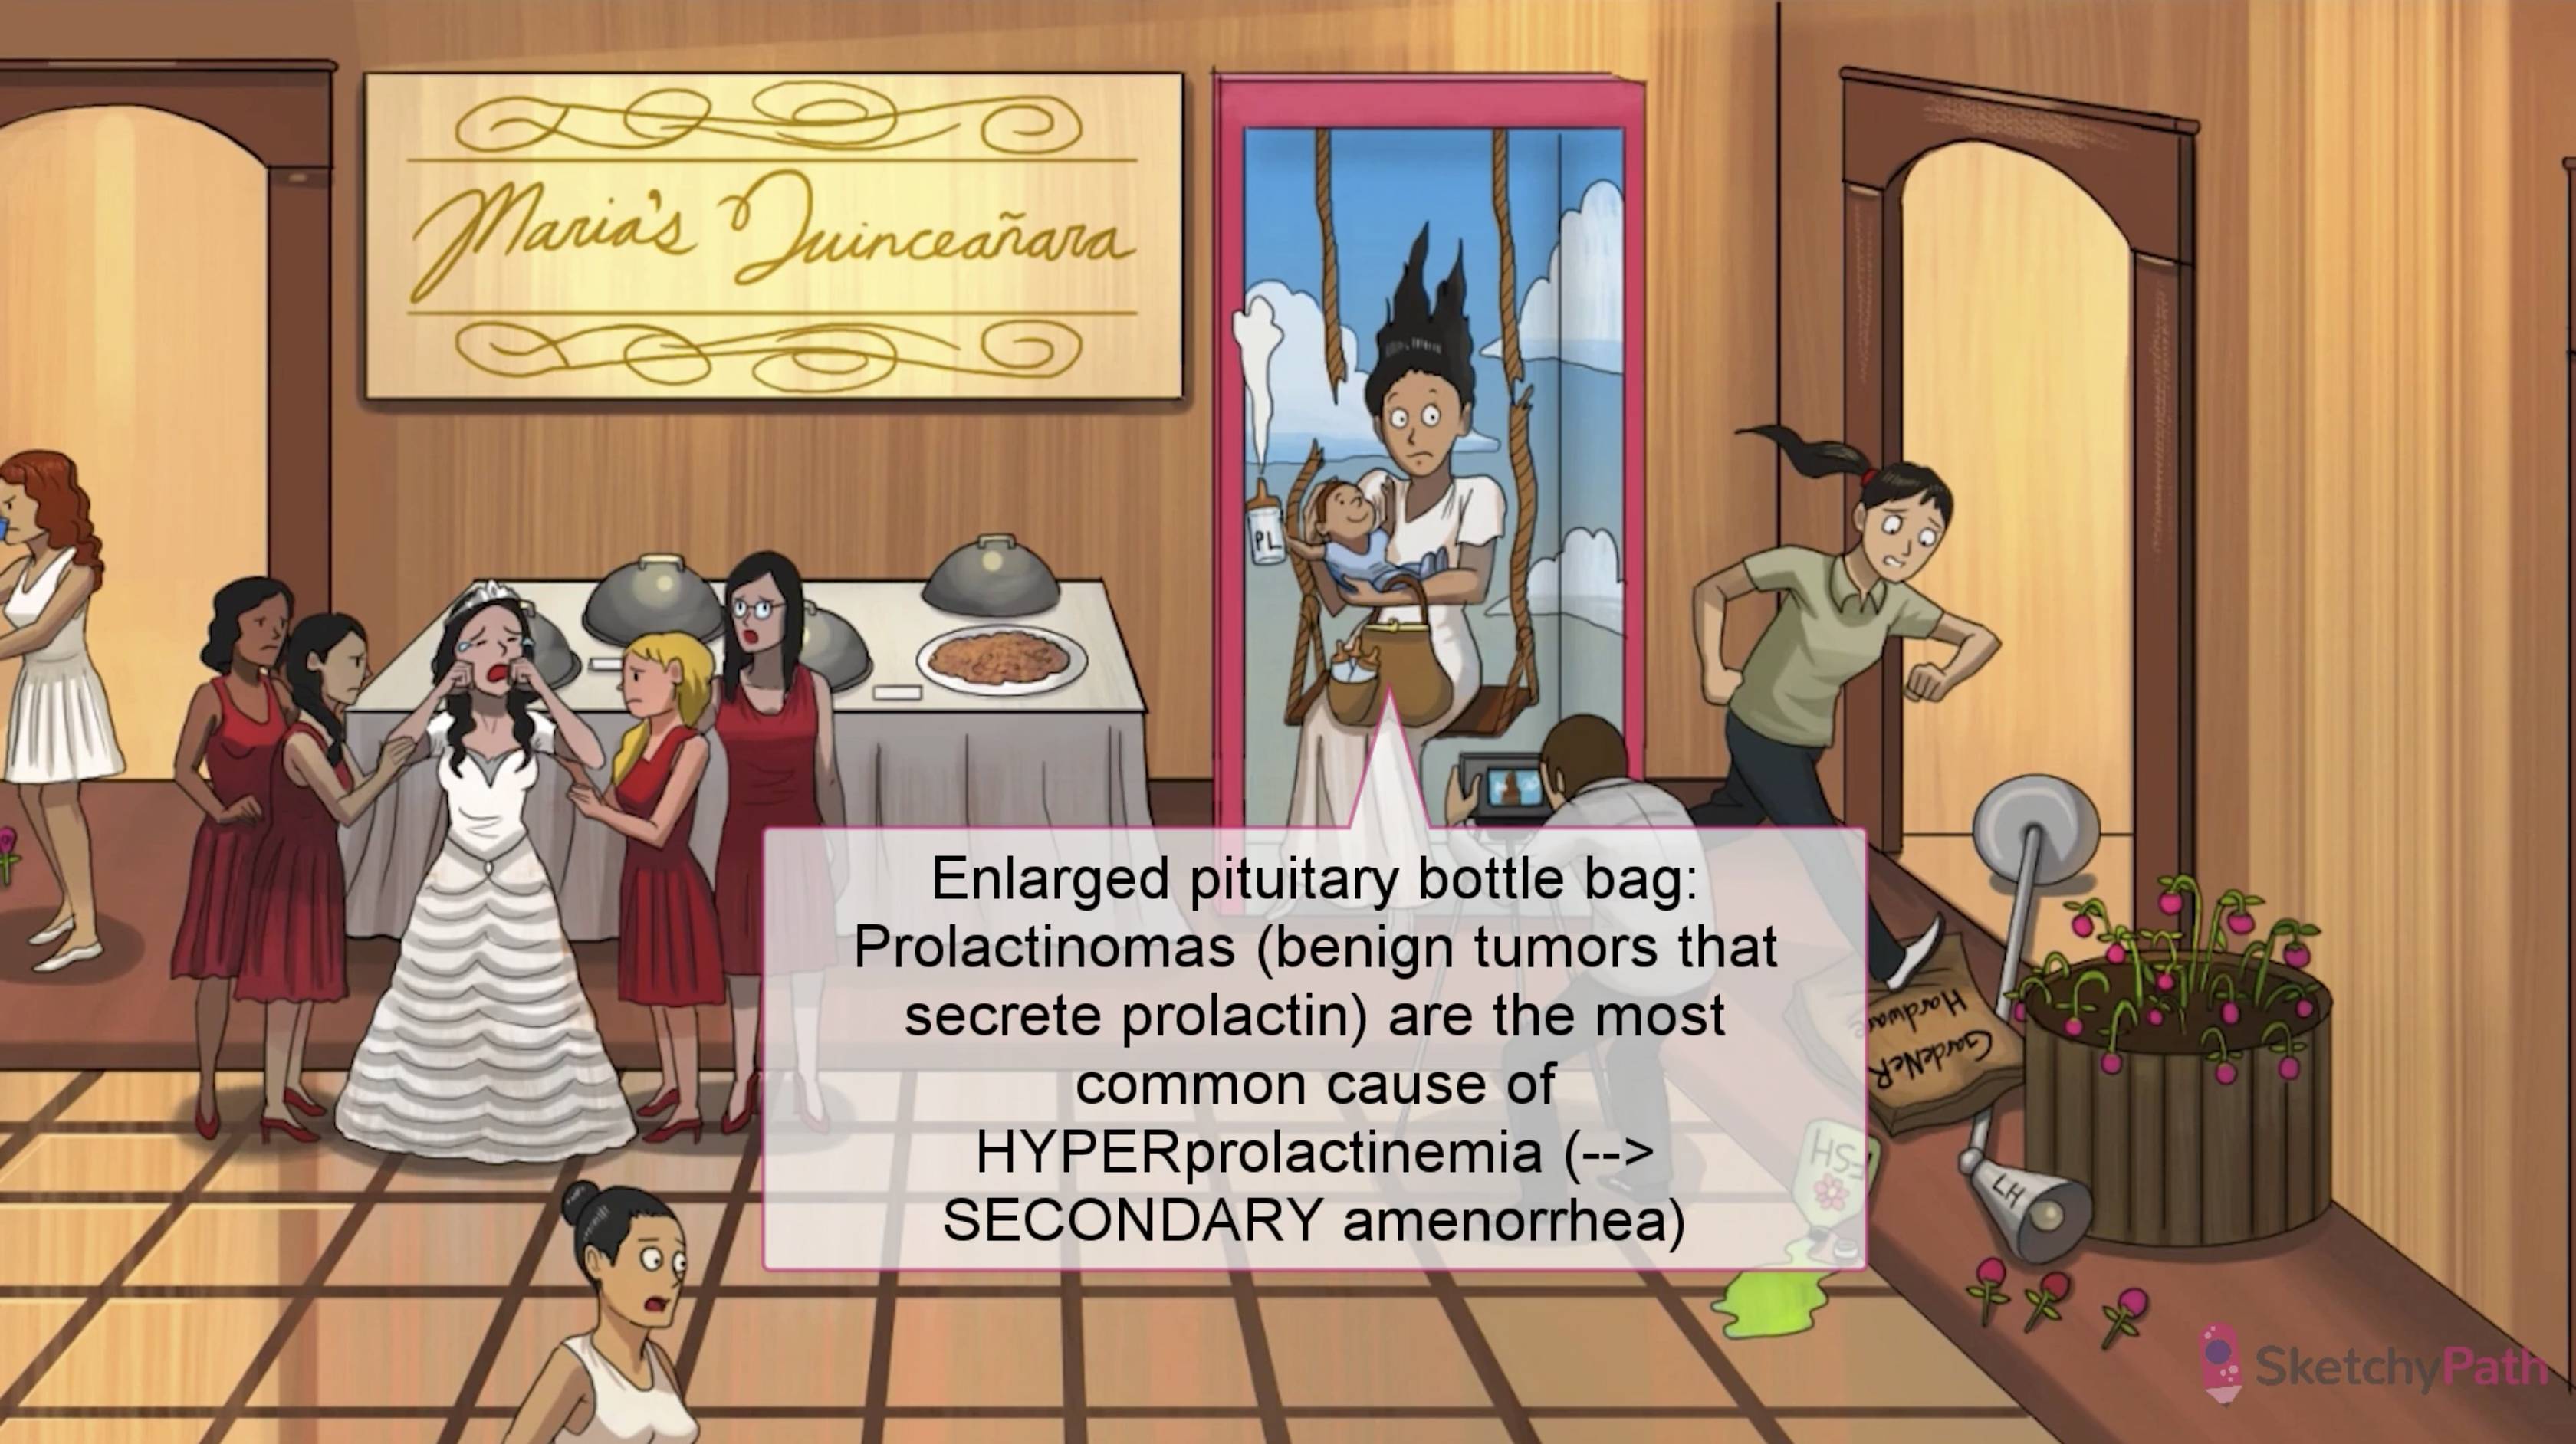 Maria's Quinceañara
PL
Enlarged pituitary bottle bag:
Prolactinomas (benign tumors that
secrete prolactin) are the most
common cause of
HYPERprolactinemia (-->
SECONDARY amenorrhea)
GardeNeR
Hardware
FSH
LH
SketchyPath